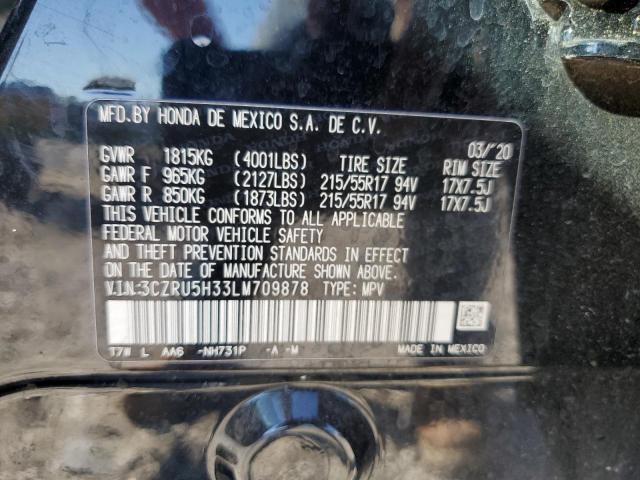 MFD.BY HONDA DE MEXICO S.A. DE C.V.
03/'20
GVWR 1815KG (4001LBS) TIRE SIZE RIM SIZE
GAWR F 965KG (2127LBS) 215/55R17 94V 17X7.5J
GAWR R 850KG (1873LBS) 215/55R17 94V 17X7.5J
THIS VEHICLE CONFORMS TO ALL APPLICABLE
FEDERAL MOTOR VEHICLE SAFETY
AND THEFT PREVENTION STANDARDS IN EFFECT
ON THE DATE OF MANUFACTURE SHOWN ABOVE.
V.I.N.:3CZRU5H33LM709878 TYPE: MPV
T7W L AA6 -NH731P -A -M MADE IN MEXICO